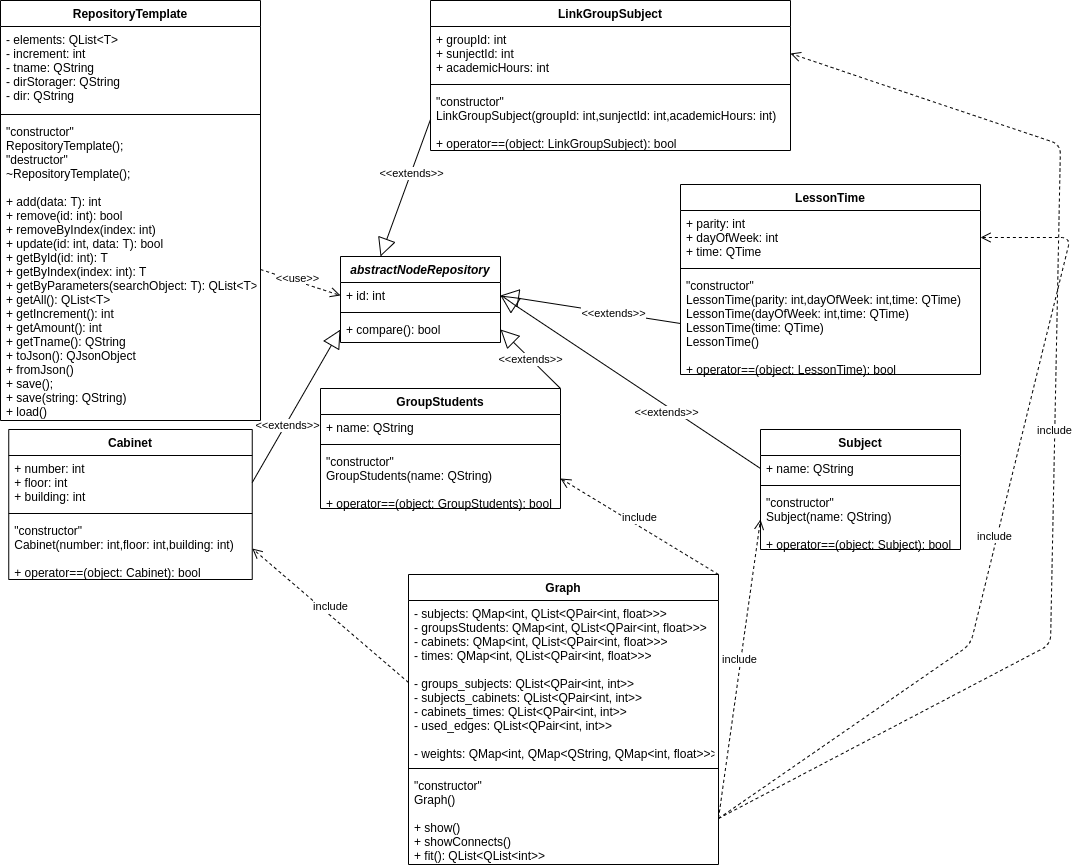 RepositoryTemplate
- elements: QList<T>
- increment: int
- tname: QString
- dirStorager: QString
- dir: QString
"constructor"
RepositoryTemplate();
"destructor"
~RepositoryTemplate();
+ add(data: T): int
+ remove(id: int): bool
+ removeByIndex(index: int)
+ update(id: int, data: T): bool
+ getById(id: int): T
+ getByIndex(index: int): T
+ getByParameters(searchObject: T): QList<T>
+ getAll(): QList<T>
+ getIncrement(): int
+ getAmount(): int
+ getTname(): QString
+ toJson(): QJsonObject
+ fromJson()
+ save();
+ save(string: QString)
+ load()
LinkGroupSubject
+ groupId: int
+ sunjectId: int
+ academicHours: int
"constructor"
LinkGroupSubject(groupId: int,sunjectId: int,academicHours: int)
+ operator==(object: LinkGroupSubject): bool
<<extends>>
LessonTime
+ parity: int
+ dayOfWeek: int
+ time: QTime
"constructor"
LessonTime(parity: int,dayOfWeek: int,time: QTime)
LessonTime(dayOfWeek: int,time: QTime)
LessonTime(time: QTime)
LessonTime()
+ operator==(object: LessonTime): bool
<<use>>
abstractNodeRepository
+ id: int
+ compare(): bool
<<extends>>
<<extends>>
<<extends>>
<<extends>>
GroupStudents
+ name: QString
"constructor"
GroupStudents(name: QString)
+ operator==(object: GroupStudents): bool
Cabinet
+ number: int
+ floor: int
+ building: int
"constructor"
Cabinet(number: int,floor: int,building: int)
+ operator==(object: Cabinet): bool
Subject
+ name: QString
"constructor"
Subject(name: QString)
+ operator==(object: Subject): bool
include
include
include
include
include
Graph
- subjects: QMap<int, QList<QPair<int, float>>>
- groupsStudents: QMap<int, QList<QPair<int, float>>>
- cabinets: QMap<int, QList<QPair<int, float>>>
- times: QMap<int, QList<QPair<int, float>>>
- groups_subjects: QList<QPair<int, int>>
- subjects_cabinets: QList<QPair<int, int>>
- cabinets_times: QList<QPair<int, int>>
- used_edges: QList<QPair<int, int>>
- weights: QMap<int, QMap<QString, QMap<int, float>>>
"constructor"
Graph()
+ show()
+ showConnects()
+ fit(): QList<QList<int>>